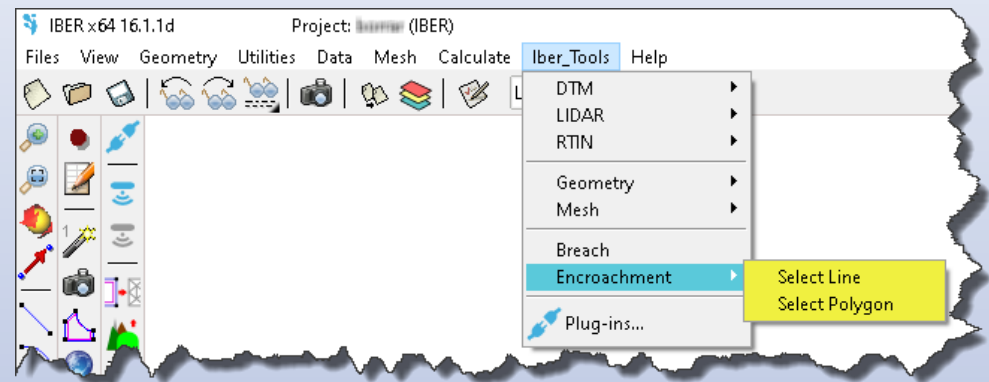 IBER x64 16.1.1d Project: (IBER)
Files View Geometry Utilities Data Mesh Calculate Iber_Tools Help
L
DTM
LIDAR
RTIN
Geometry
Mesh
1
Breach
Encroachment
Select Line
Select Polygon
Plug-ins...